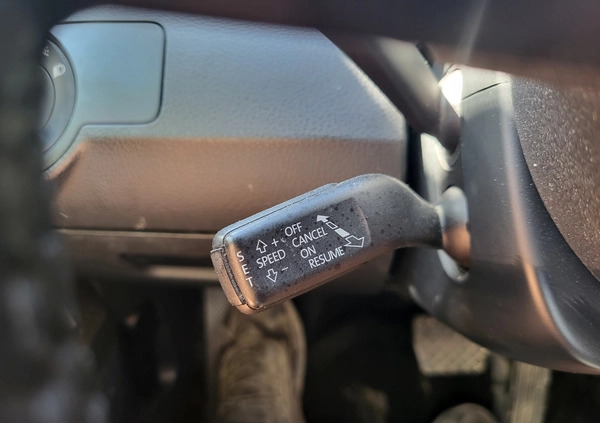 + OFF
SPEED CANCEL
- ON
RESUME
SET